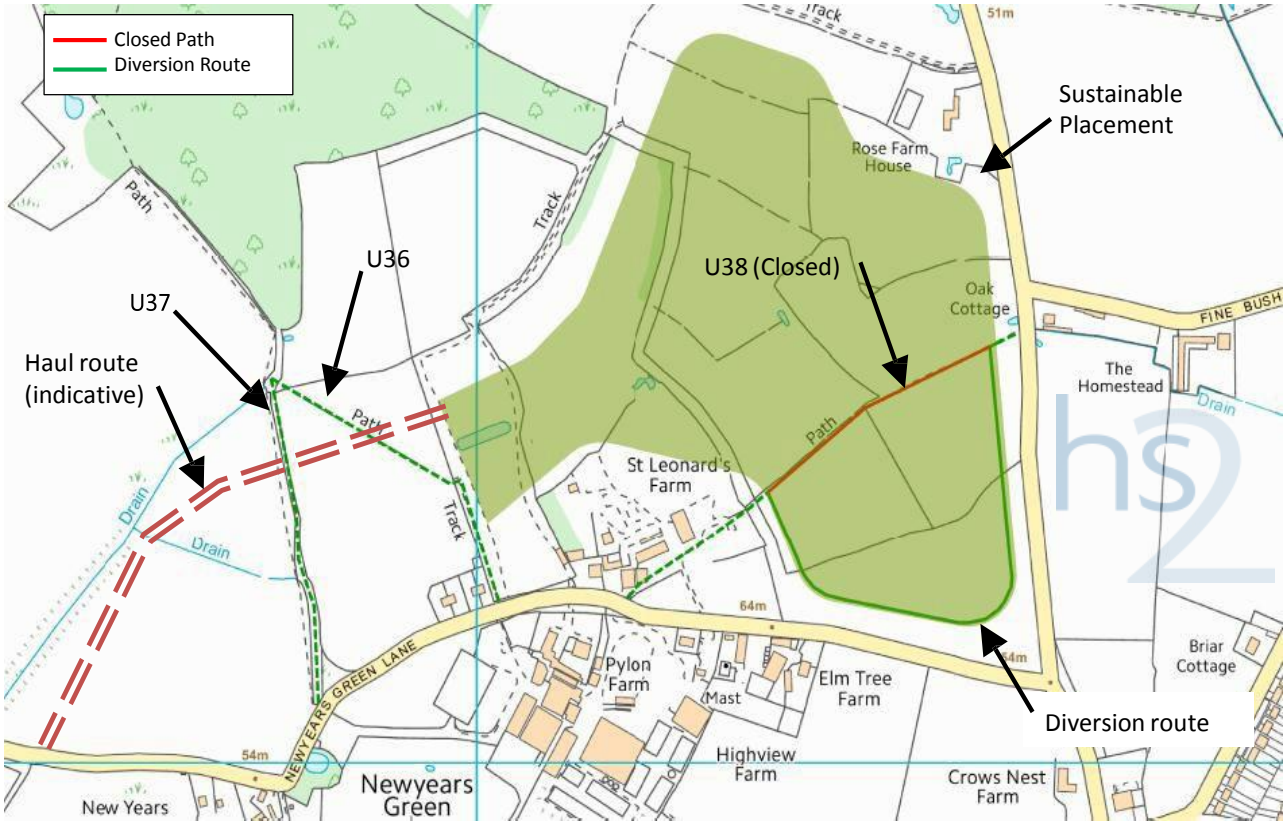 Closed Path
Diversion Route
Track
51m
Sustainable
Placement
Rose Farm
House
Path
Track
U36
U38 (Closed)
U37
Oak
Cottage
FINE BUSH
Haul route
(indicative)
The
Homestead
Drain
Path
Path
hs2
St Leonard's
Farm
Drain
Track
Drain
64m
Briar
Cottage
Pylon
Farm
Mast
Elm Tree
Farm
54m
Diversion route
NEWYEARS GREEN LANE
54m
Highview
Farm
Crows Nest
Farm
New Years
Newyears
Green